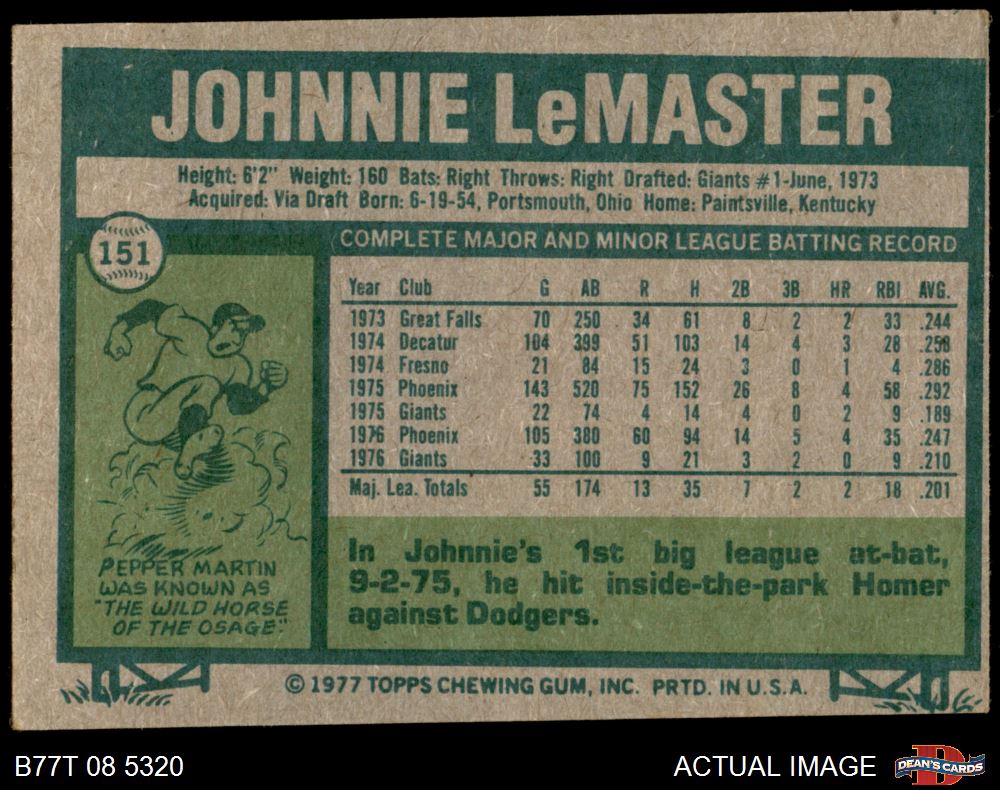 JOHNNIE LeMASTER
Height: 6'2" Weight: 160 Bats: Right Throws: Right Drafted: Giants #1-June, 1973
Acquired: Via Draft Born: 6-19-54, Portsmouth, Ohio Home: Paintsville, Kentucky
151
COMPLETE MAJOR AND MINOR LEAGUE BATTING RECORD
Year Club G AB R H 2B 3B HR RBI AVG.
1973 Great Falls 70 250 34 61 8 2 2 33 .244
1974 Decatur 104 399 51 103 14 4 3 28 .258
1974 Fresno 21 84 15 24 3 0 1 4 .286
1975 Phoenix 143 520 75 152 26 8 4 58 .292
1975 Giants 22 74 4 14 4 0 2 9 .189
1976 Phoenix 105 380 60 94 14 5 4 35 .247
1976 Giants 33 100 9 21 3 2 0 9 .210
Maj. Lea. Totals 55 174 13 35 7 2 2 18 .201
PEPPER MARTIN
WAS KNOWN AS
"THE WILD HORSE
OF THE OSAGE."
In Johnnie's 1st big league at-bat,
9-2-75, he hit inside-the-park Homer
against Dodgers.
© 1977 TOPPS CHEWING GUM, INC. PRTD. IN U.S.A.
B77T 08 5320
ACTUAL IMAGE
DEAN'S CARDS